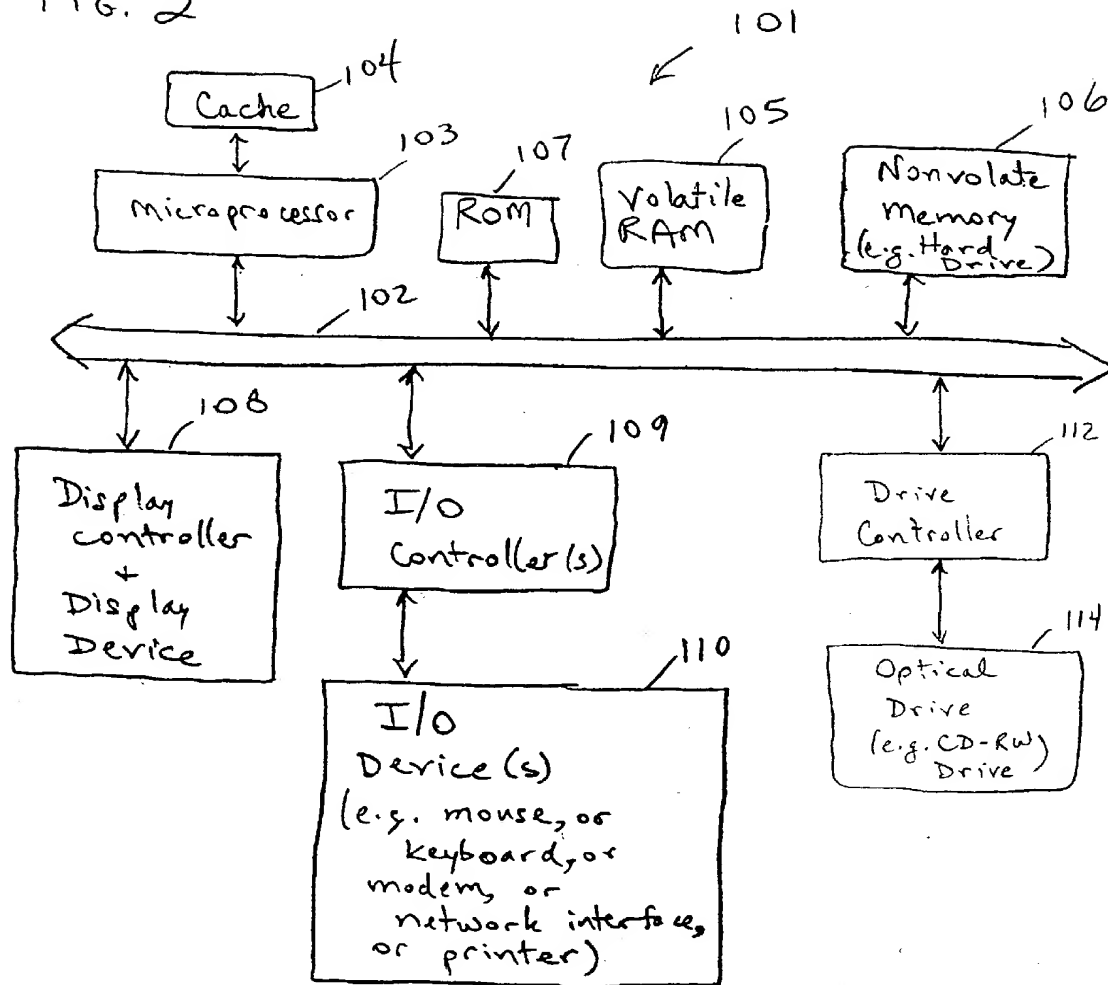 FIG. 2
101
104
Cache
103
Microprocessor
107
ROM
105
Volatile
RAM
106
Nonvolate
Memory
(e.g. Hard
Drive)
102
108
Display
controller
+
Display
Device
109
I/O
Controller(s)
112
Drive
Controller
110
I/O
Device(s)
(e.g. mouse, or
keyboard, or
modem, or
network interface,
or printer)
114
Optical
Drive
(e.g. CD-RW)
Drive